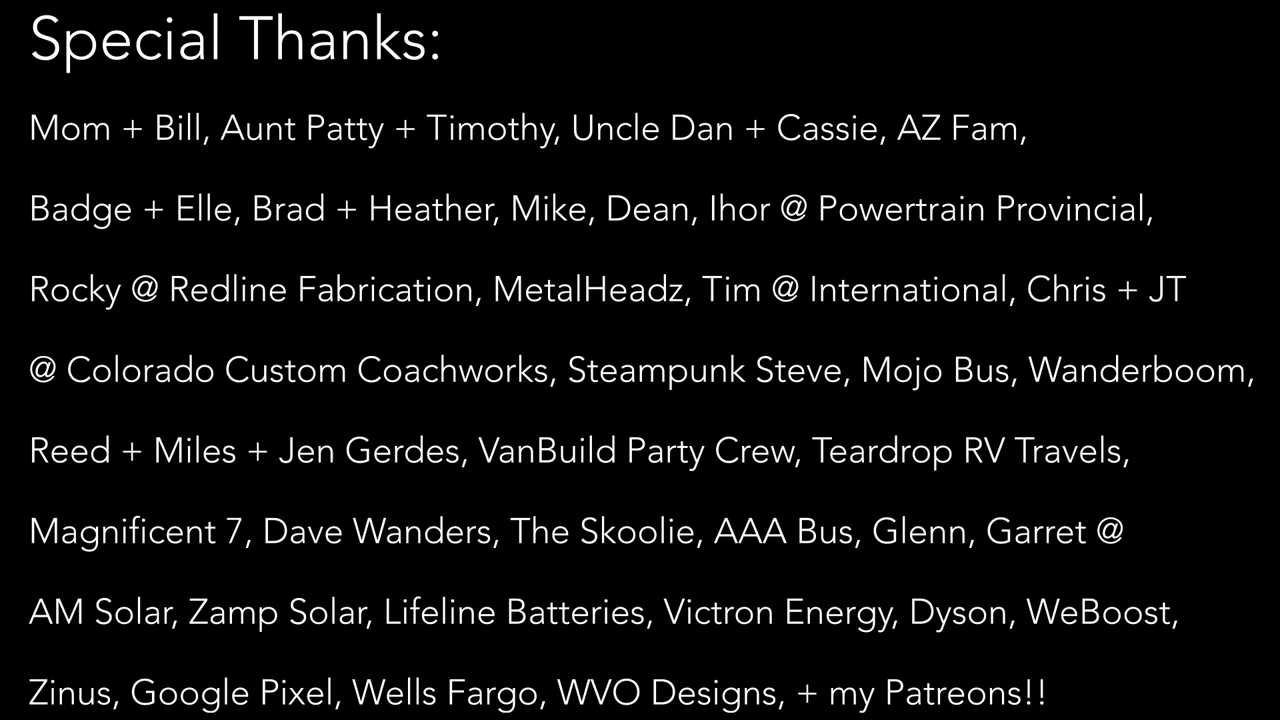 Special Thanks:
Mom + Bill, Aunt Patty + Timothy, Uncle Dan + Cassie, AZ Fam,
Badge + Elle, Brad + Heather, Mike, Dean, Ihor @ Powertrain Provincial,
Rocky @ Redline Fabrication, MetalHeadz, Tim @ International, Chris + JT
@ Colorado Custom Coachworks, Steampunk Steve, Mojo Bus, Wanderboom,
Reed + Miles + Jen Gerdes, VanBuild Party Crew, Teardrop RV Travels,
Magnificent 7, Dave Wanders, The Skoolie, AAA Bus, Glenn, Garret @
AM Solar, Zamp Solar, Lifeline Batteries, Victron Energy, Dyson, WeBoost,
Zinus, Google Pixel, Wells Fargo, WVO Designs, + my Patreons!!